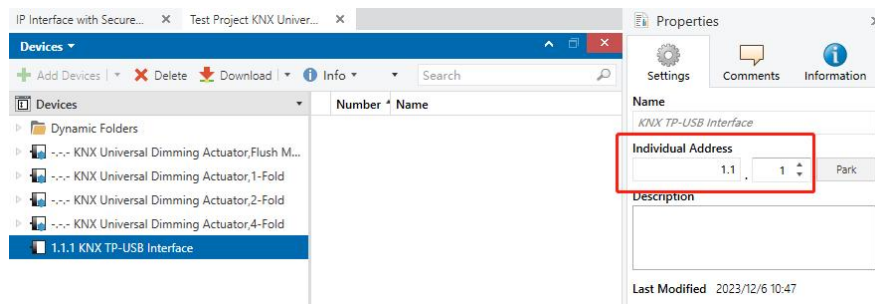 IP Interface with Secure... Test Project KNX Univer...
Devices
Add Devices Delete Download Info Search
Devices Number Name
Dynamic Folders
-.-.- KNX Universal Dimming Actuator,Flush M...
-.-.- KNX Universal Dimming Actuator,1-Fold
-.-.- KNX Universal Dimming Actuator,2-Fold
-.-.- KNX Universal Dimming Actuator,4-Fold
1.1.1 KNX TP-USB Interface
Properties
Settings Comments Information
Name
KNX TP-USB Interface
Individual Address
1.1 . 1 Park
Description
Last Modified 2023/12/6 10:47